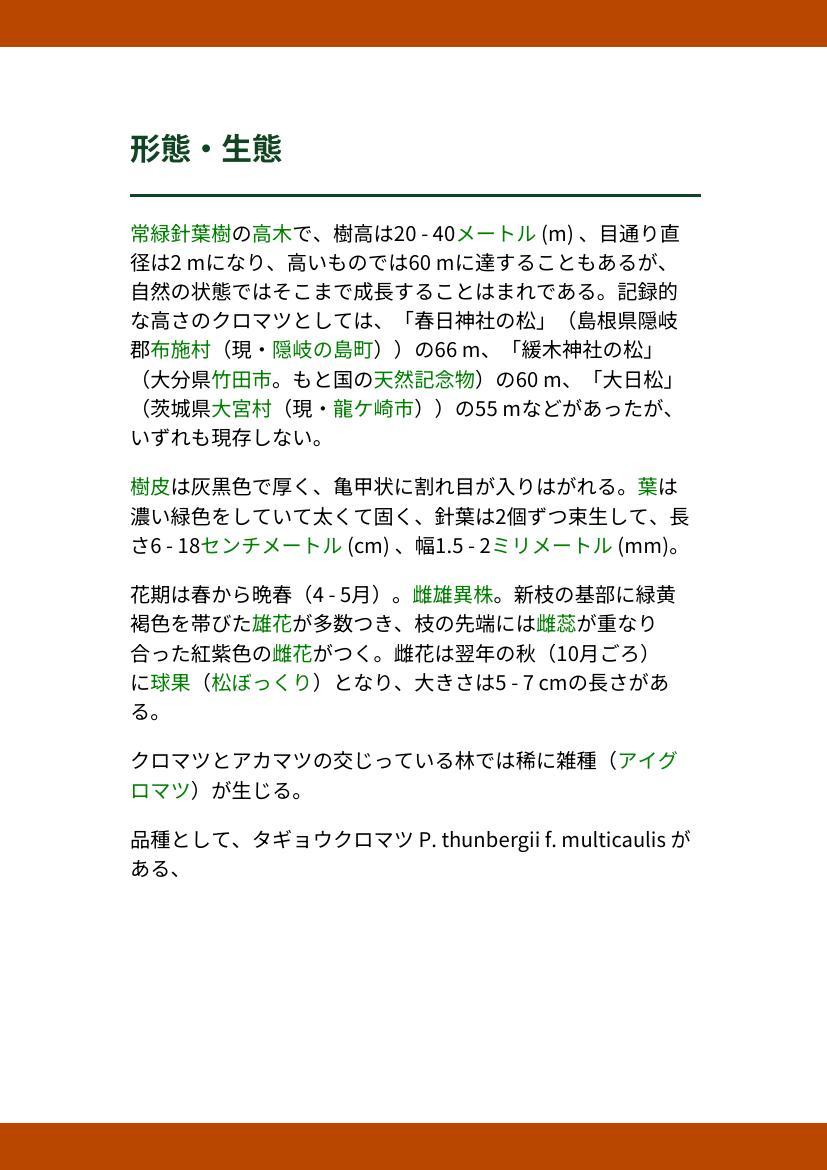 形態・生態
常緑針葉樹の高木で、樹高は20 - 40メートル (m) 、目通り直
径は2 mになり、高いものでは60 mに達することもあるが、
自然の状態ではそこまで成長することはまれである。記録的
な高さのクロマツとしては、「春日神社の松」（島根県隠岐
郡布施村（現・隠岐の島町））の66 m、「緩木神社の松」
（大分県竹田市。もと国の天然記念物）の60 m、「大日松」
（茨城県大宮村（現・龍ケ崎市））の55 mなどがあったが、
いずれも現存しない。
樹皮は灰黒色で厚く、亀甲状に割れ目が入りはがれる。葉は
濃い緑色をしていて太くて固く、針葉は2個ずつ束生して、長
さ6 - 18センチメートル (cm) 、幅1.5 - 2ミリメートル (mm)。
花期は春から晩春（4 - 5月）。雌雄異株。新枝の基部に緑黄
褐色を帯びた雄花が多数つき、枝の先端には雌蕊が重なり
合った紅紫色の雌花がつく。雌花は翌年の秋（10月ごろ）
に球果（松ぼっくり）となり、大きさは5 - 7 cmの長さがあ
る。
クロマツとアカマツの交じっている林では稀に雑種（アイグ
ロマツ）が生じる。
品種として、タギョウクロマツ P. thunbergii f. multicaulis が
ある、